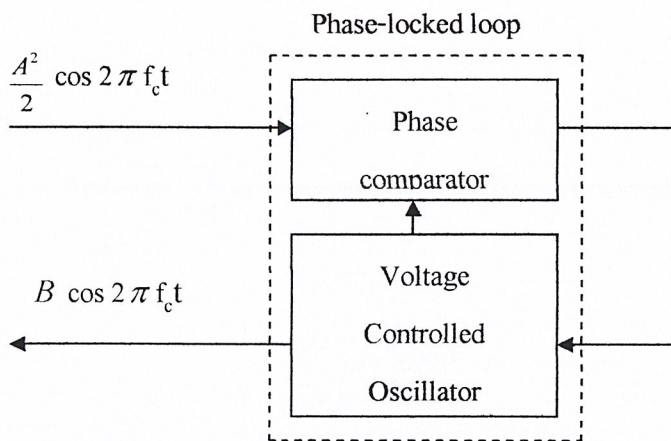 Phase-locked loop
A²/2 cos 2π f_c t
Phase
comparator
B cos 2π f_c t
Voltage
Controlled
Oscillator